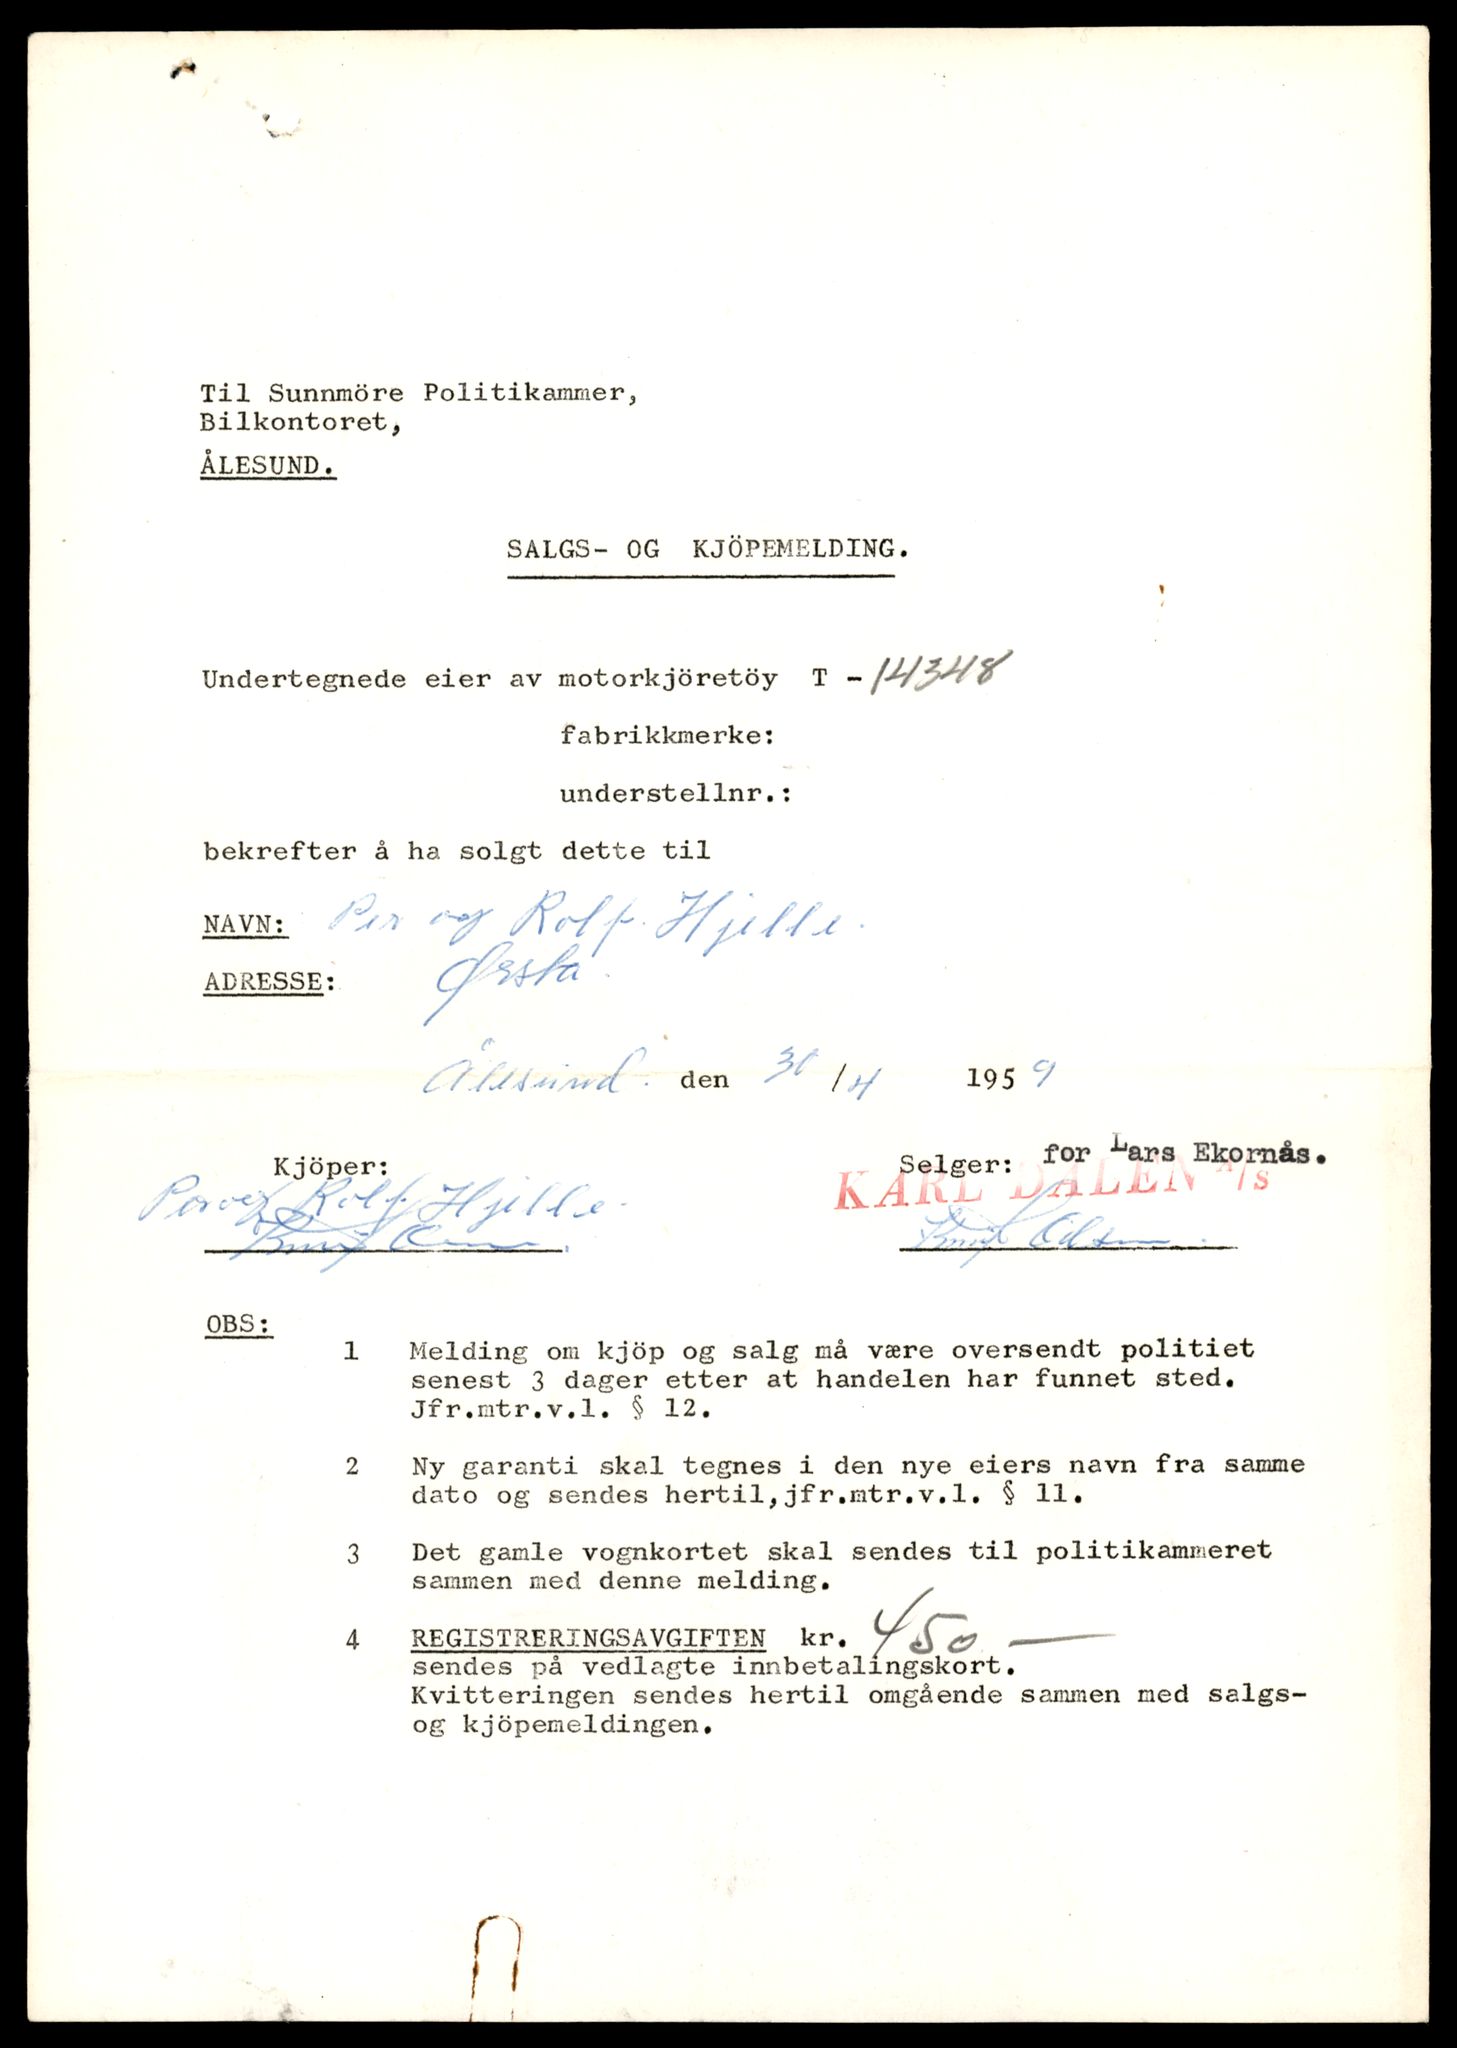 Til Sunnmöre Politikammer,
Bilkontoret,
ÅLESUND.
SALGS- OG KJÖPEMELDING.
Undertegnede eier av motorkjöretöy T - 14348
fabrikkmerke:
understellnr.:
bekrefter å ha solgt dette til
NAVN: Per og Rolf Hjelle.
ADRESSE: Ørsta.
Ålesund. den 30/4 1959
Kjöper:
Per og Rolf Hjelle.
Selger: for Lars Ekornås.
KARL DALEN A/S
OBS:
1 Melding om kjöp og salg må være oversendt politiet
senest 3 dager etter at handelen har funnet sted.
Jfr.mtr.v.l. § 12.
2 Ny garanti skal tegnes i den nye eiers navn fra samme
dato og sendes hertil,jfr.mtr.v.l. § 11.
3 Det gamle vognkortet skal sendes til politikammeret
sammen med denne melding.
4 REGISTRERINGSAVGIFTEN kr. 450 —
sendes på vedlagte innbetalingskort.
Kvitteringen sendes hertil omgående sammen med salgs-
og kjöpemeldingen.